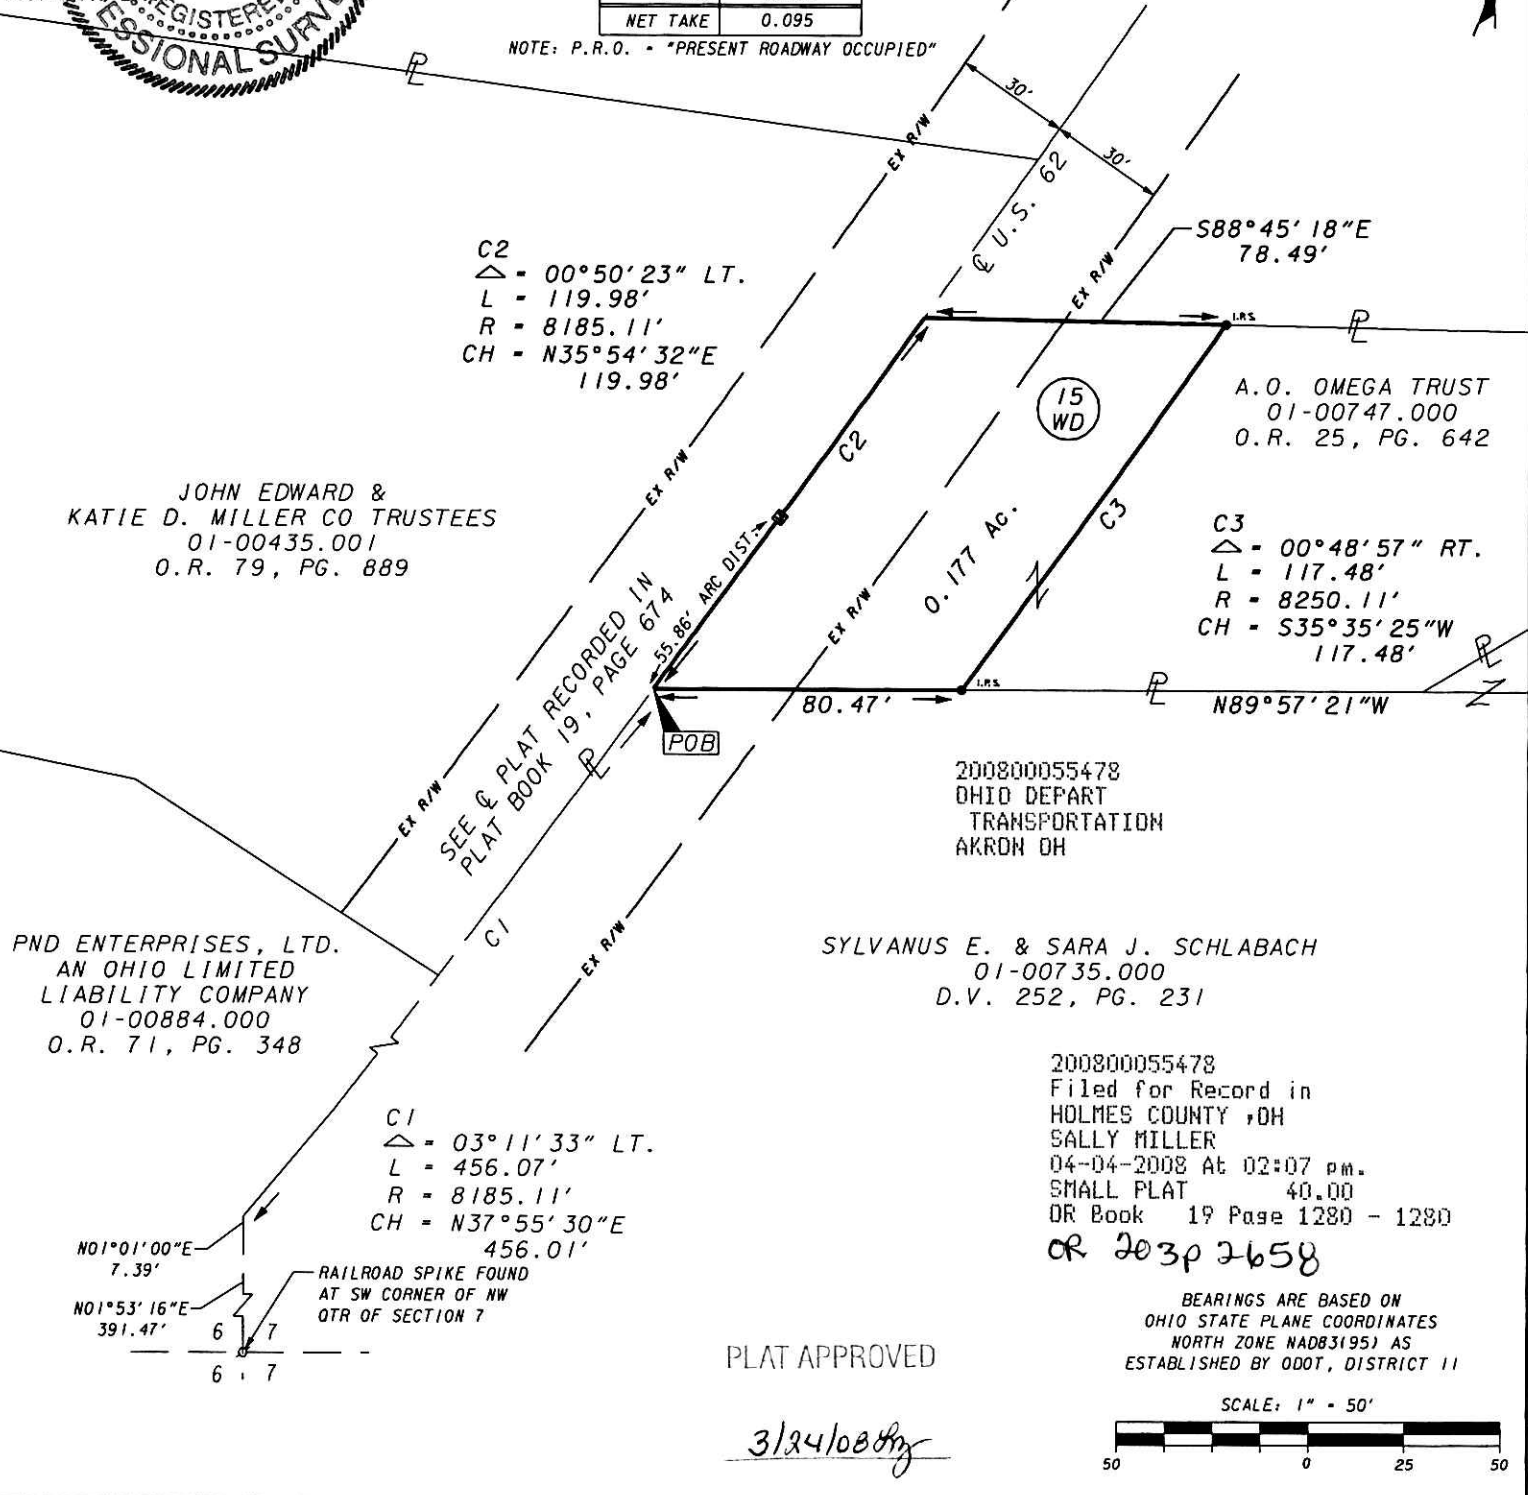 REGISTERED
ESSIONAL SURVE
NET TAKE 0.095
NOTE: P.R.O. - "PRESENT ROADWAY OCCUPIED"
PL
30'
30'
EX R/W
℄ U.S. 62
EX R/W
S88°45'18"E
78.49'
C2
△ = 00°50'23" LT.
L = 119.98'
R = 8185.11'
CH = N35°54'32"E
119.98'
I.P.S.
PL
15
WD
A.O. OMEGA TRUST
01-00747.000
O.R. 25, PG. 642
C2
EX R/W
JOHN EDWARD &
KATIE D. MILLER CO TRUSTEES
01-00435.001
O.R. 79, PG. 889
C3
0.177 Ac.
C3
△ = 00°48'57" RT.
L = 117.48'
R = 8250.11'
CH = S35°35'25"W
117.48'
55.86' ARC DIST.
EX R/W
SEE ℄ PLAT RECORDED IN
PLAT BOOK 19, PAGE 674
PL
I.P.S.
80.47'
PL
N89°57'21"W
POB
PL
EX R/W
200800055478
OHIO DEPART
TRANSPORTATION
AKRON OH
C1
EX R/W
PND ENTERPRISES, LTD.
AN OHIO LIMITED
LIABILITY COMPANY
01-00884.000
O.R. 71, PG. 348
SYLVANUS E. & SARA J. SCHLABACH
01-00735.000
D.V. 252, PG. 231
200800055478
Filed for Record in
HOLMES COUNTY ,OH
SALLY MILLER
04-04-2008 At 02:07 pm.
SMALL PLAT 40.00
OR Book 19 Page 1280 - 1280
OR 203p 2658
C1
△ = 03°11'33" LT.
L = 456.07'
R = 8185.11'
CH = N37°55'30"E
456.01'
N01°01'00"E
7.39'
RAILROAD SPIKE FOUND
AT SW CORNER OF NW
QTR OF SECTION 7
N01°53'16"E
391.47'
6 7
6 7
BEARINGS ARE BASED ON
OHIO STATE PLANE COORDINATES
NORTH ZONE NAD83(95) AS
ESTABLISHED BY ODOT, DISTRICT 11
PLAT APPROVED
3/24/08
SCALE: 1" = 50'
50 0 25 50